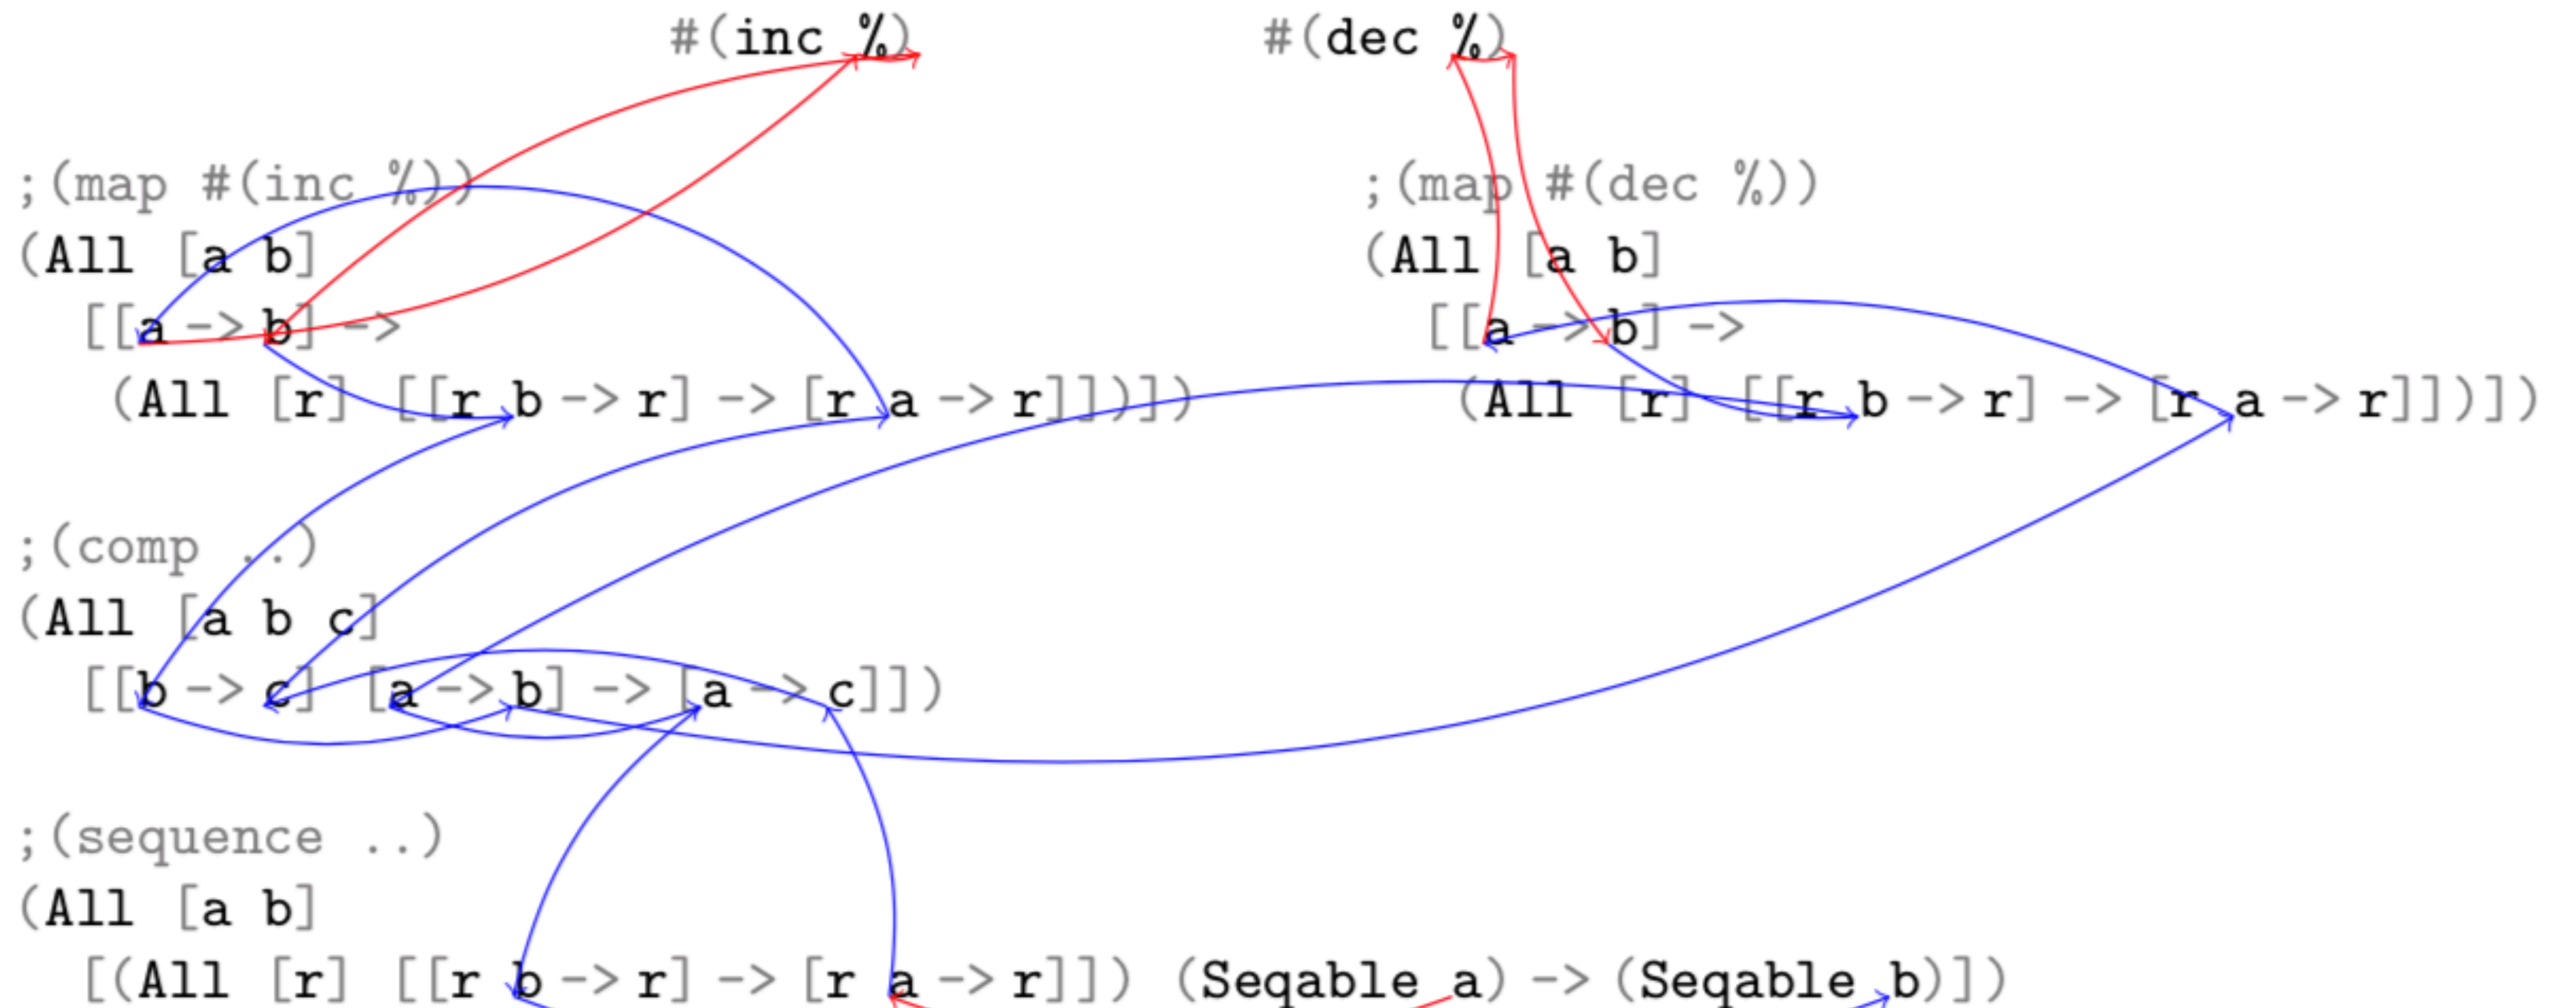 #(inc %) #(dec %)
;(map #(inc %)) ;(map #(dec %))
(All [a b] (All [a b]
[[a -> b] -> [[a -> b] ->
(All [r] [[r b -> r] -> [r a -> r]])]) (All [r] [[r b -> r] -> [r a -> r]])])
;(comp ..)
(All [a b c]
[[b -> c] [a -> b] -> [a -> c]])
;(sequence ..)
(All [a b]
[(All [r] [[r b -> r] -> [r a -> r]]) (Seqable a) -> (Seqable b)])